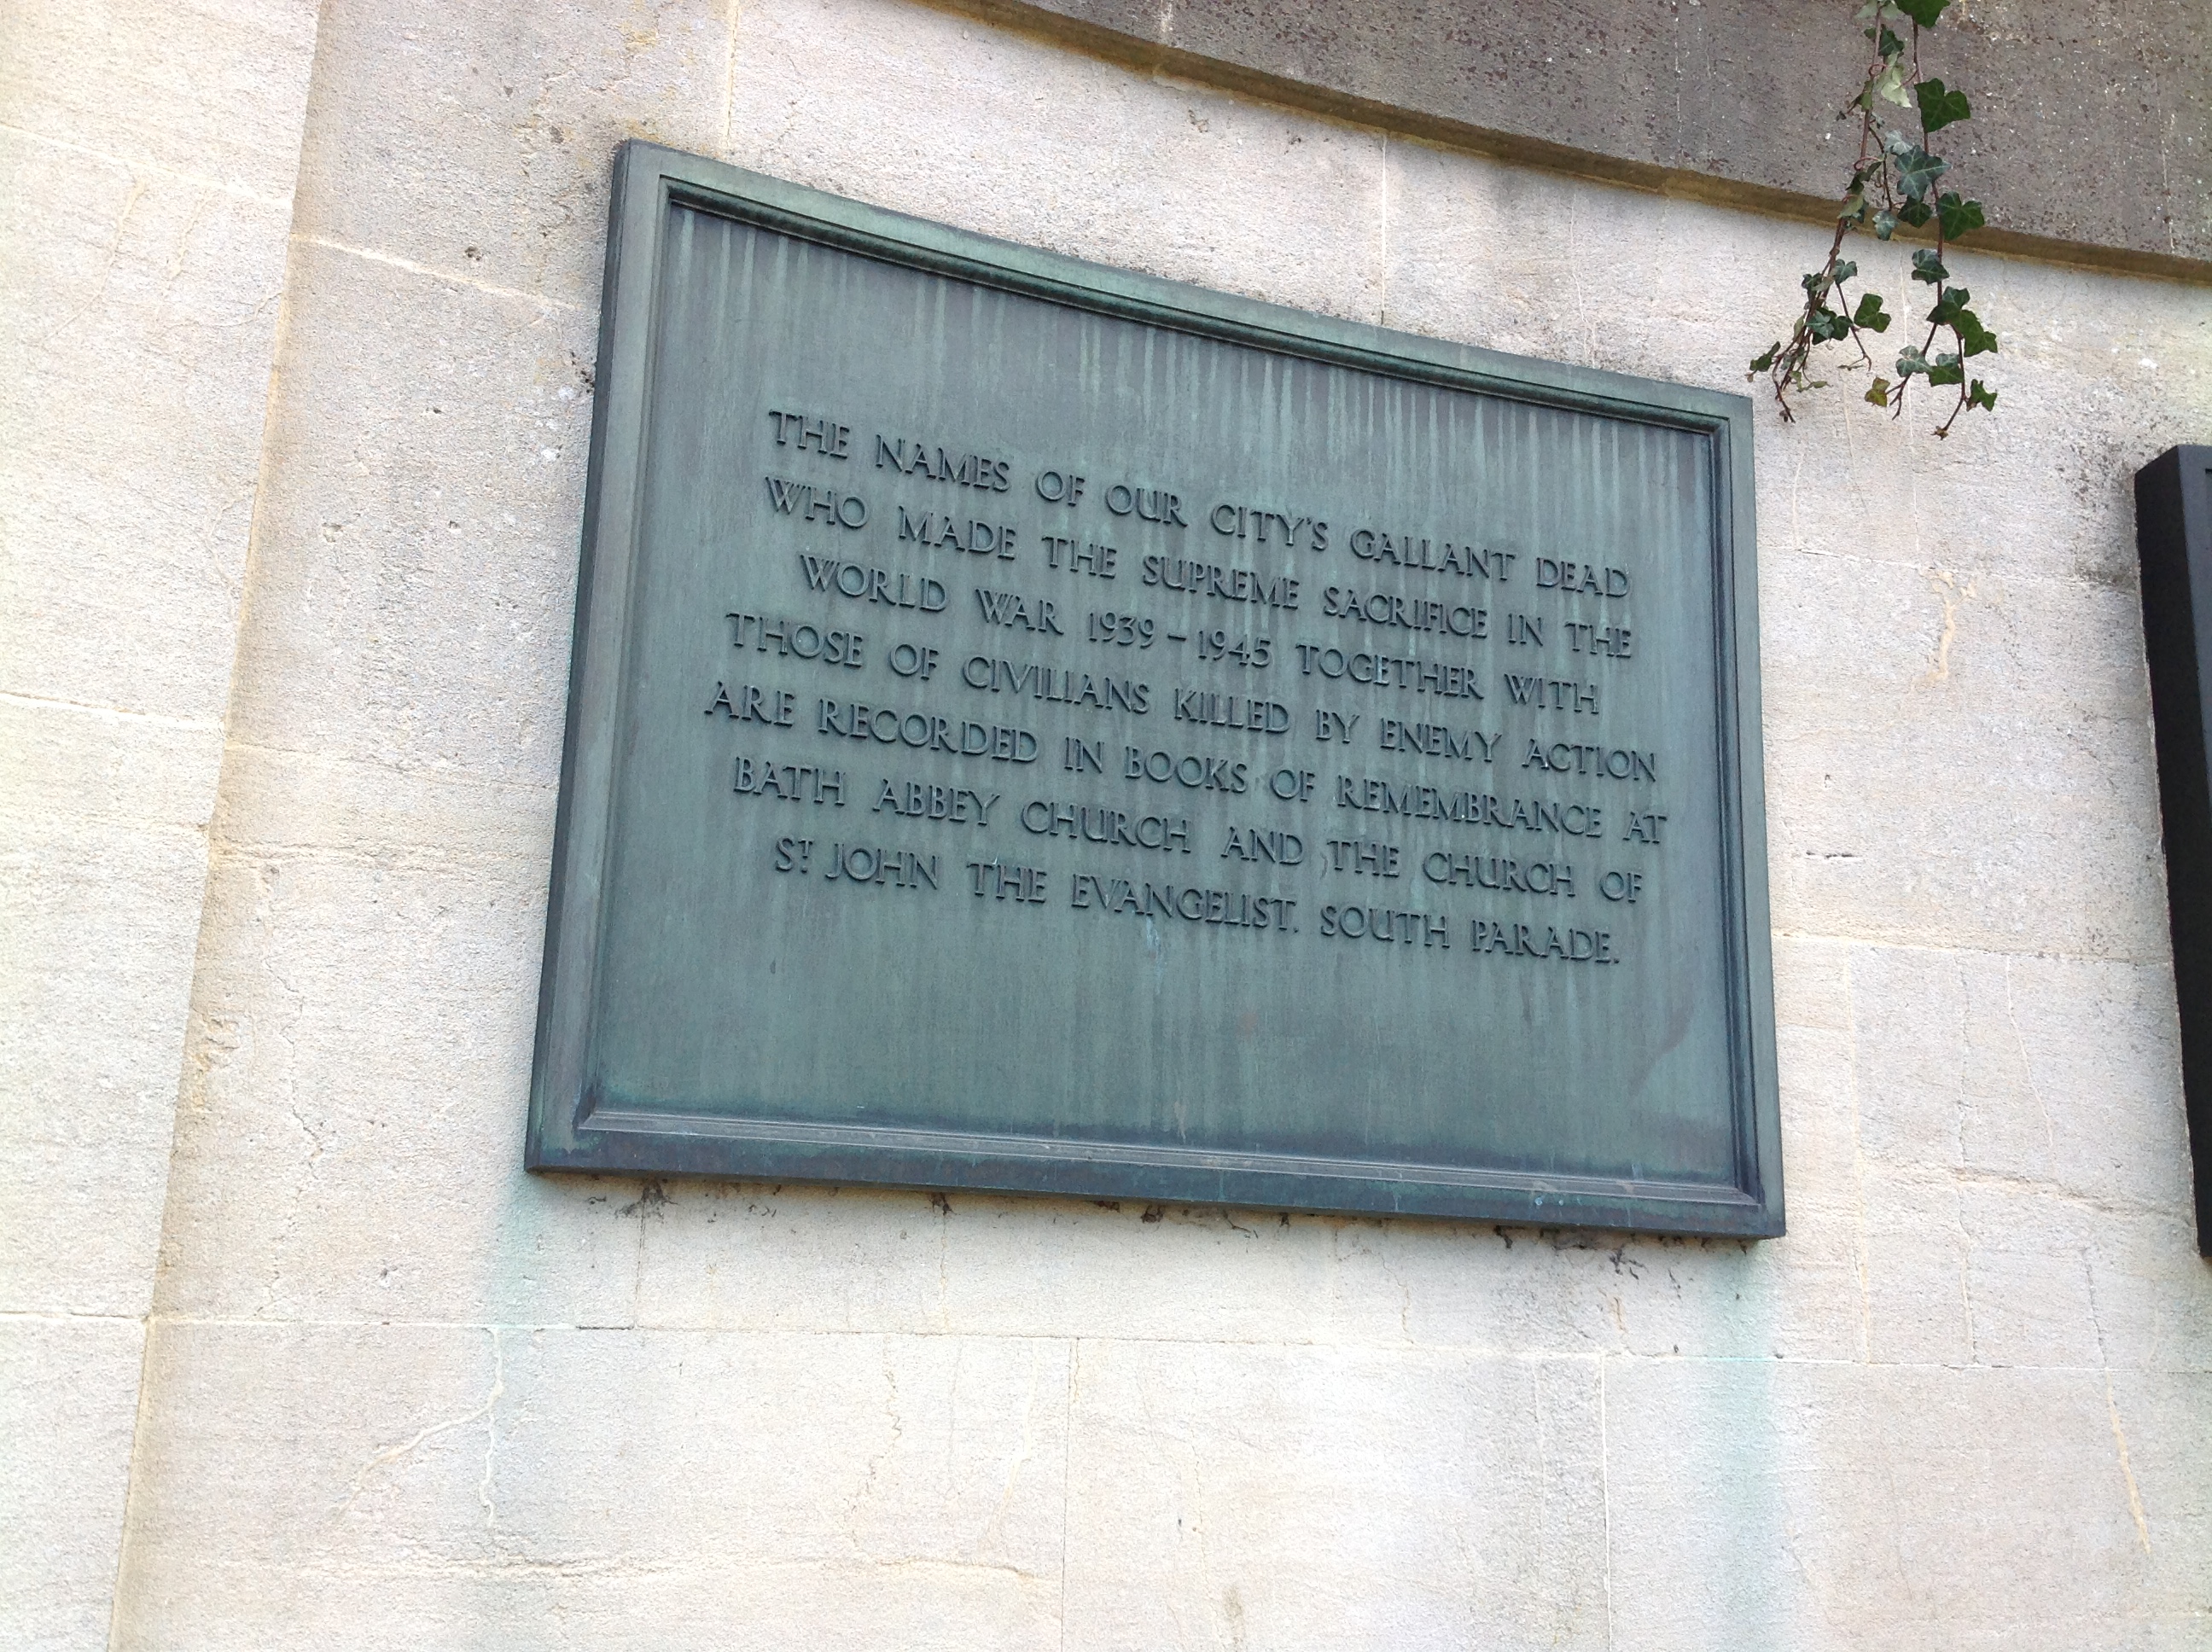 THE NAMES OF OUR CITY'S GALLANT DEAD
WHO MADE THE SUPREME SACRIFICE IN THE
WORLD WAR 1939 – 1945 TOGETHER WITH
THOSE OF CIVILIANS KILLED BY ENEMY ACTION
ARE RECORDED IN BOOKS OF REMEMBRANCE AT
BATH ABBEY CHURCH AND THE CHURCH OF
ST. JOHN THE EVANGELIST. SOUTH PARADE.